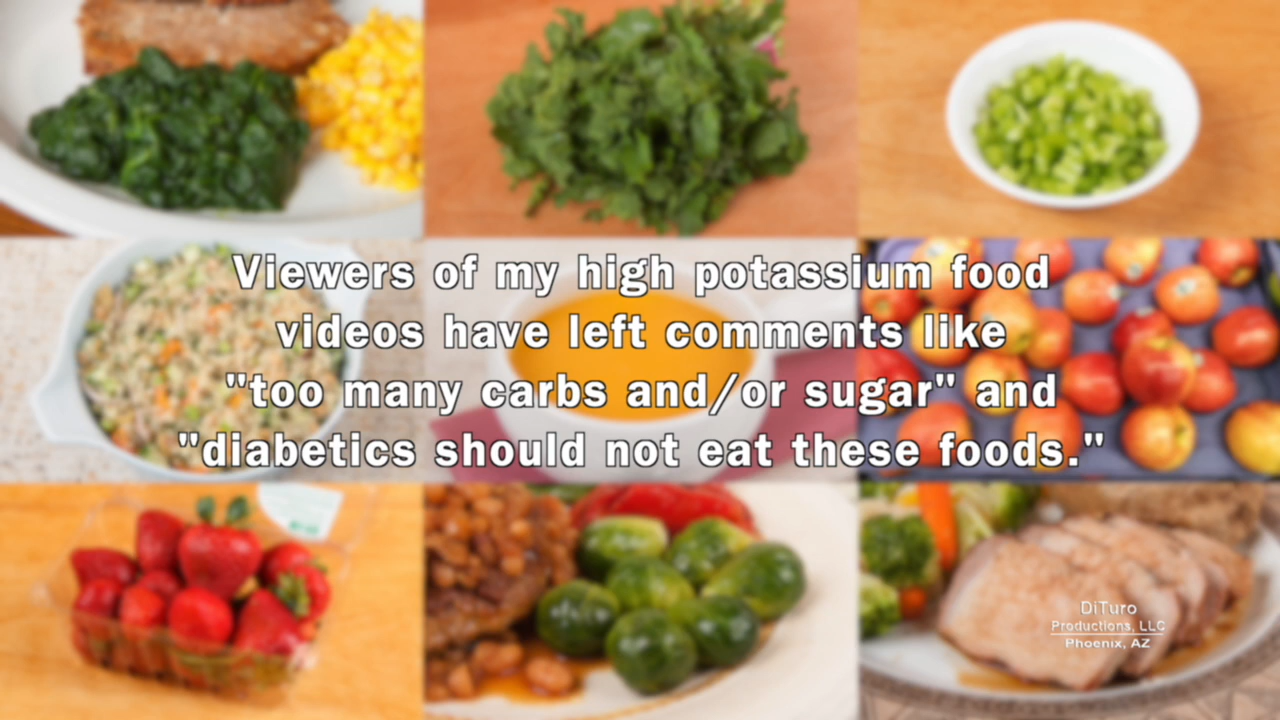 Viewers of my high potassium food
videos have left comments like
"too many carbs and/or sugar" and
"diabetics should not eat these foods."
DiTuro
Productions, LLC
Phoenix, AZ